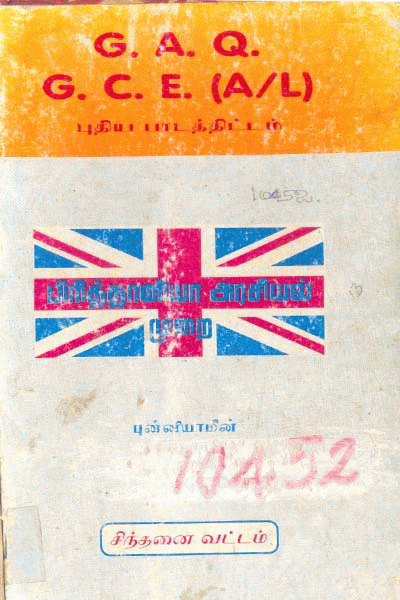 G. A. Q.
G. C. E. (A/L)
புதிய பாடத்திட்டம்
10452.
பிரித்தானியா அரசியல்
முறை
புன்னியாமீன்
10452
சிந்தனை வட்டம்